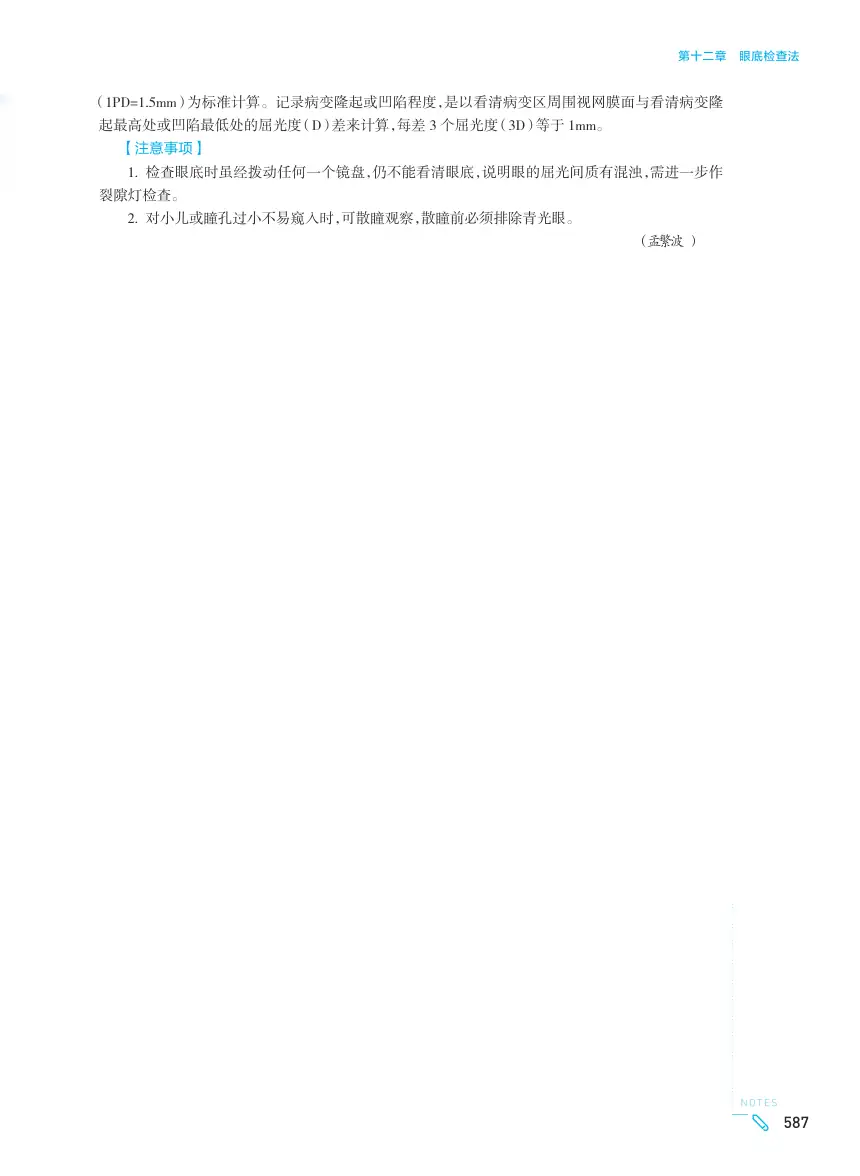 第十二章 眼底检查法
（1PD=1.5mm）为标准计算。记录病变隆起或凹陷程度，是以看清病变区周围视网膜面与看清病变隆
起最高处或凹陷最低处的屈光度（D）差来计算，每差 3 个屈光度（3D）等于 1mm。
【注意事项】
1. 检查眼底时虽经拨动任何一个镜盘，仍不能看清眼底，说明眼的屈光间质有混浊，需进一步作
裂隙灯检查。
2. 对小儿或瞳孔过小不易窥入时，可散瞳观察，散瞳前必须排除青光眼。
（孟繁波 ）
NOTES
587